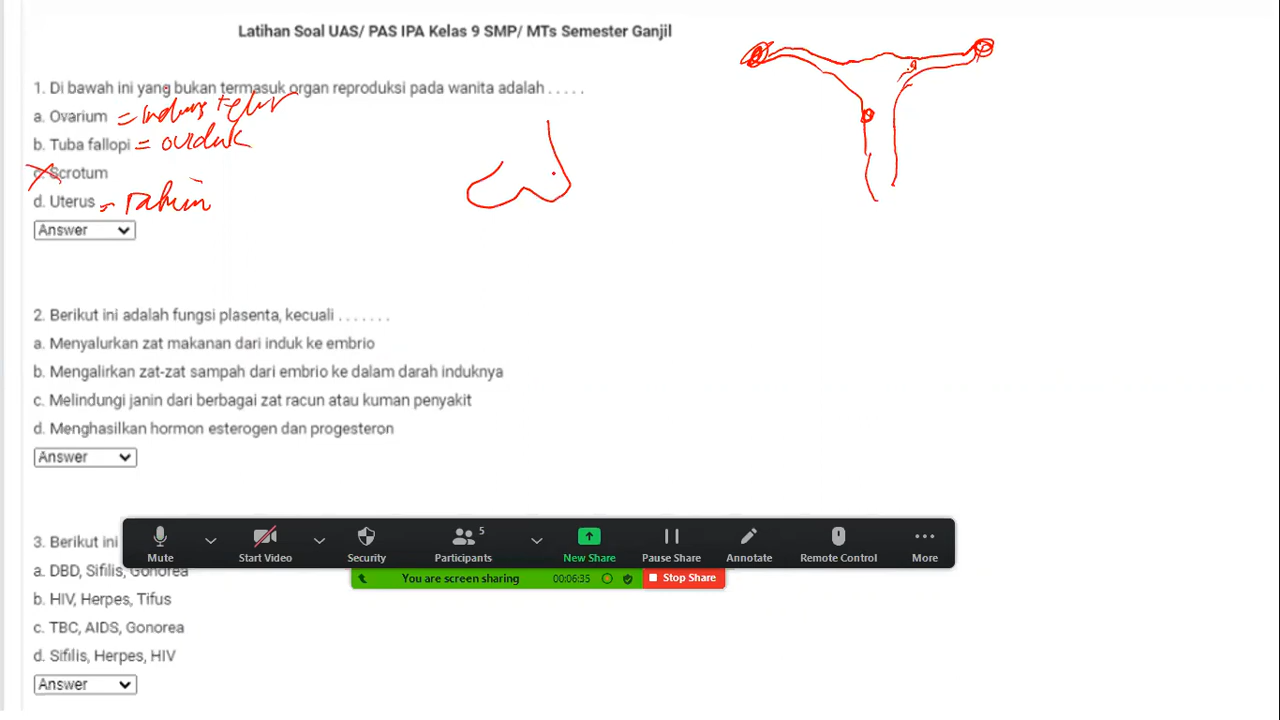 Latihan Soal UAS/ PAS IPA Kelas 9 SMP/ MTs Semester Ganjil
1. Di bawah ini yang bukan termasuk organ reproduksi pada wanita adalah . . . . .
a. Ovarium = indung telur
b. Tuba fallopi = oviduk
c. Scrotum
d. Uterus = rahim
Answer
2. Berikut ini adalah fungsi plasenta, kecuali . . . . . . .
a. Menyalurkan zat makanan dari induk ke embrio
b. Mengalirkan zat-zat sampah dari embrio ke dalam darah induknya
c. Melindungi janin dari berbagai zat racun atau kuman penyakit
d. Menghasilkan hormon esterogen dan progesteron
Answer
3. Berikut ini
a. DBD, Sifilis, Gonorea
b. HIV, Herpes, Tifus
c. TBC, AIDS, Gonorea
d. Sifilis, Herpes, HIV
Answer
5
Mute Start Video Security Participants New Share Pause Share Annotate Remote Control More
You are screen sharing 00:06:35 Stop Share